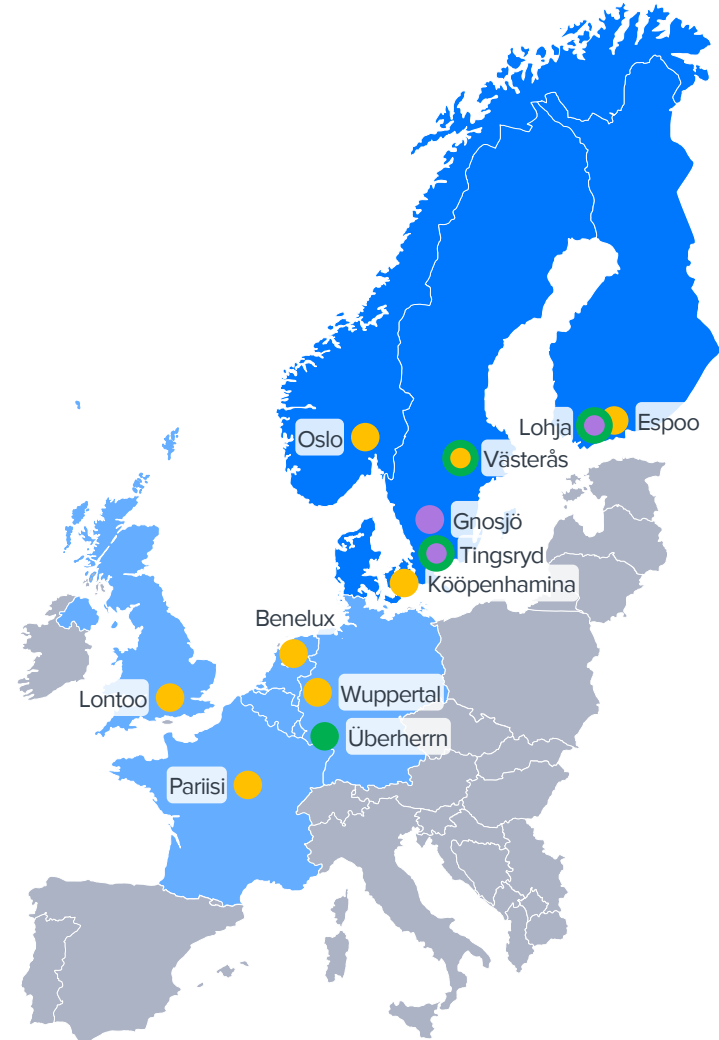 Lohja
Espoo
Oslo
Västerås
Gnosjö
Tingsryd
Kööpenhamina
Benelux
Wuppertal
Lontoo
Überherrn
Pariisi